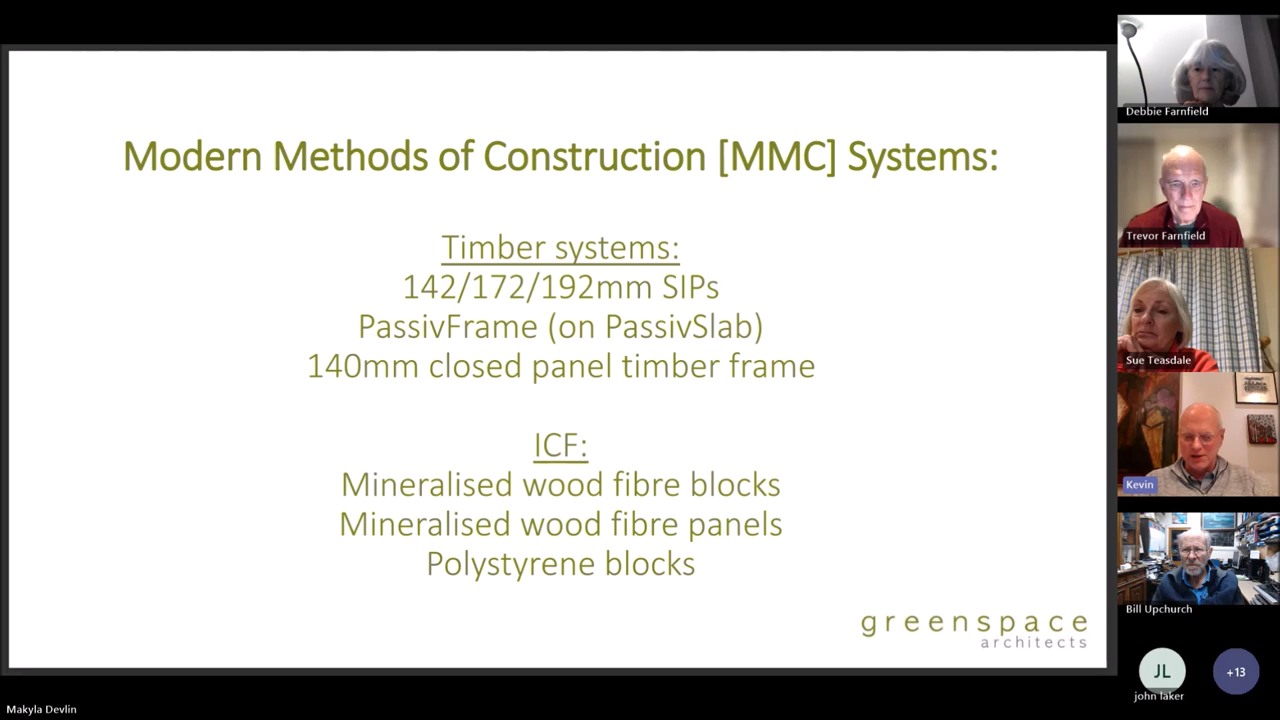 Modern Methods of Construction [MMC] Systems:
Timber systems:
142/172/192mm SIPs
PassivFrame (on PassivSlab)
140mm closed panel timber frame
ICF:
Mineralised wood fibre blocks
Mineralised wood fibre panels
Polystyrene blocks
greenspace
architects
Debbie Farnfield
Trevor Farnfield
Sue Teasdale
Kevin
Bill Upchurch
JL
+13
john laker
Makyla Devlin